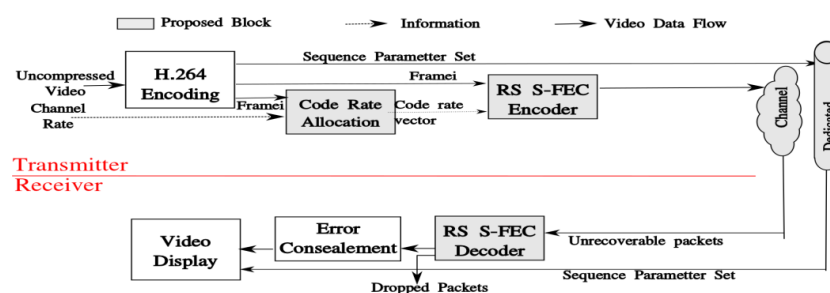 Proposed Block
Information
Video Data Flow
Sequence Parametter Set
Uncompressed
Video
H.264
Encoding
Framei
RS S-FEC
Encoder
Channel
Rate
Framei
Code Rate
Allocation
Code rate
vector
Channel
Dedicated
Transmitter
Receiver
Video
Display
Error
Consealement
RS S-FEC
Decoder
Unrecoverable packets
Dropped Packets
Sequence Parametter Set